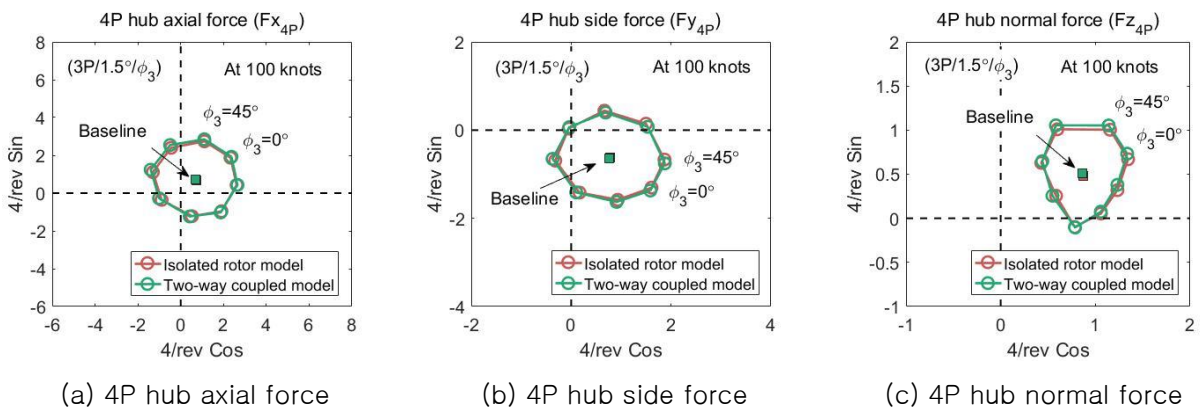 4P hub axial force (Fx4P)
8
6
4
2
0
-2
-4
-6
4/rev Sin
(3P/1.5°/ϕ3)
At 100 knots
ϕ3=45°
ϕ3=0°
Baseline
Isolated rotor model
Two-way coupled model
-6 -4 -2 0 2 4 6 8
4/rev Cos
(a) 4P hub axial force
4P hub side force (Fy4P)
2
0
-2
-4
4/rev Sin
(3P/1.5°/ϕ3)
At 100 knots
ϕ3=45°
ϕ3=0°
Baseline
Isolated rotor model
Two-way coupled model
-2 0 2 4
4/rev Cos
(b) 4P hub side force
4P hub normal force (Fz4P)
2
1.5
1
0.5
0
-0.5
-1
4/rev Sin
(3P/1.5°/ϕ3)
At 100 knots
ϕ3=45°
ϕ3=0°
Baseline
Isolated rotor model
Two-way coupled model
-1 0 1 2
4/rev Cos
(c) 4P hub normal force